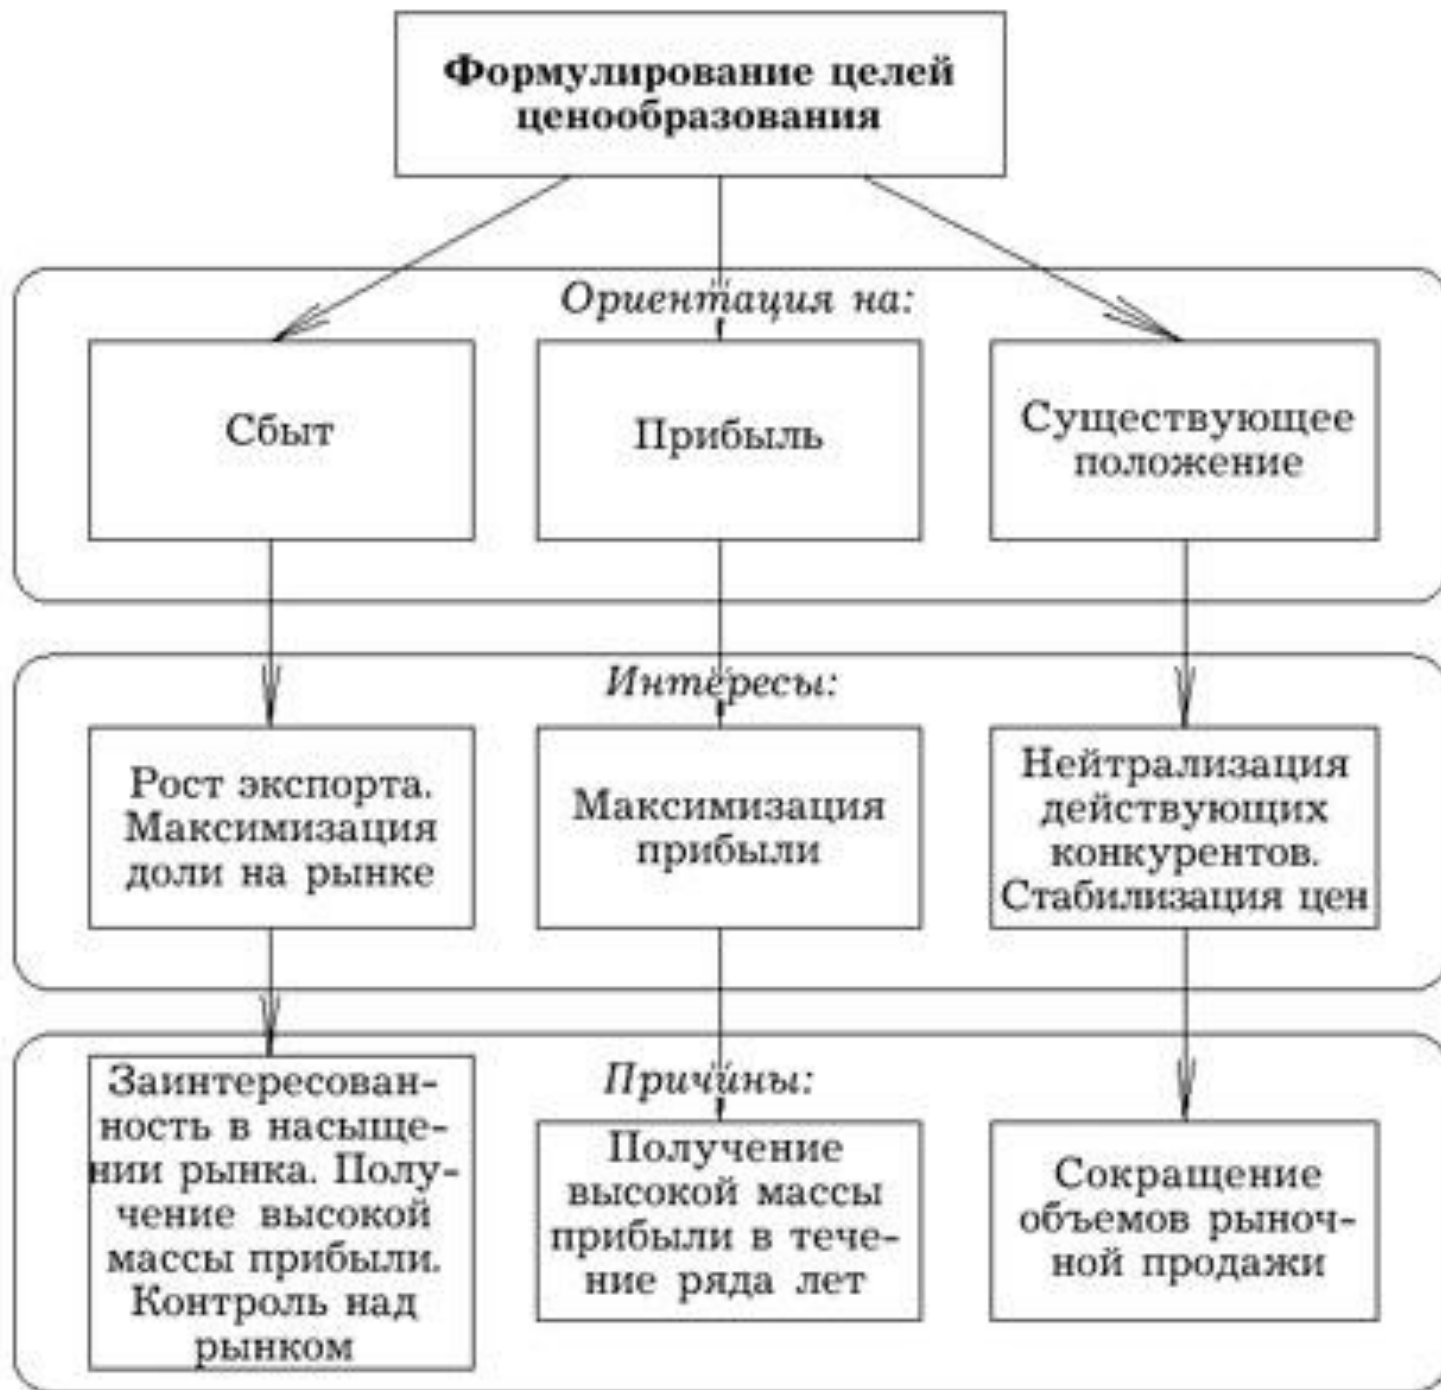 Формулирование целей
ценообразования
Ориентация на:
Сбыт
Прибыль
Существующее
положение
Интересы:
Рост экспорта.
Максимизация
доли на рынке
Максимизация
прибыли
Нейтрализация
действующих
конкурентов.
Стабилизация цен
Причины:
Заинтересован-
ность в насыще-
нии рынка. Полу-
чение высокой
массы прибыли.
Контроль над
рынком
Получение
высокой массы
прибыли в тече-
ние ряда лет
Сокращение
объемов рыноч-
ной продажи